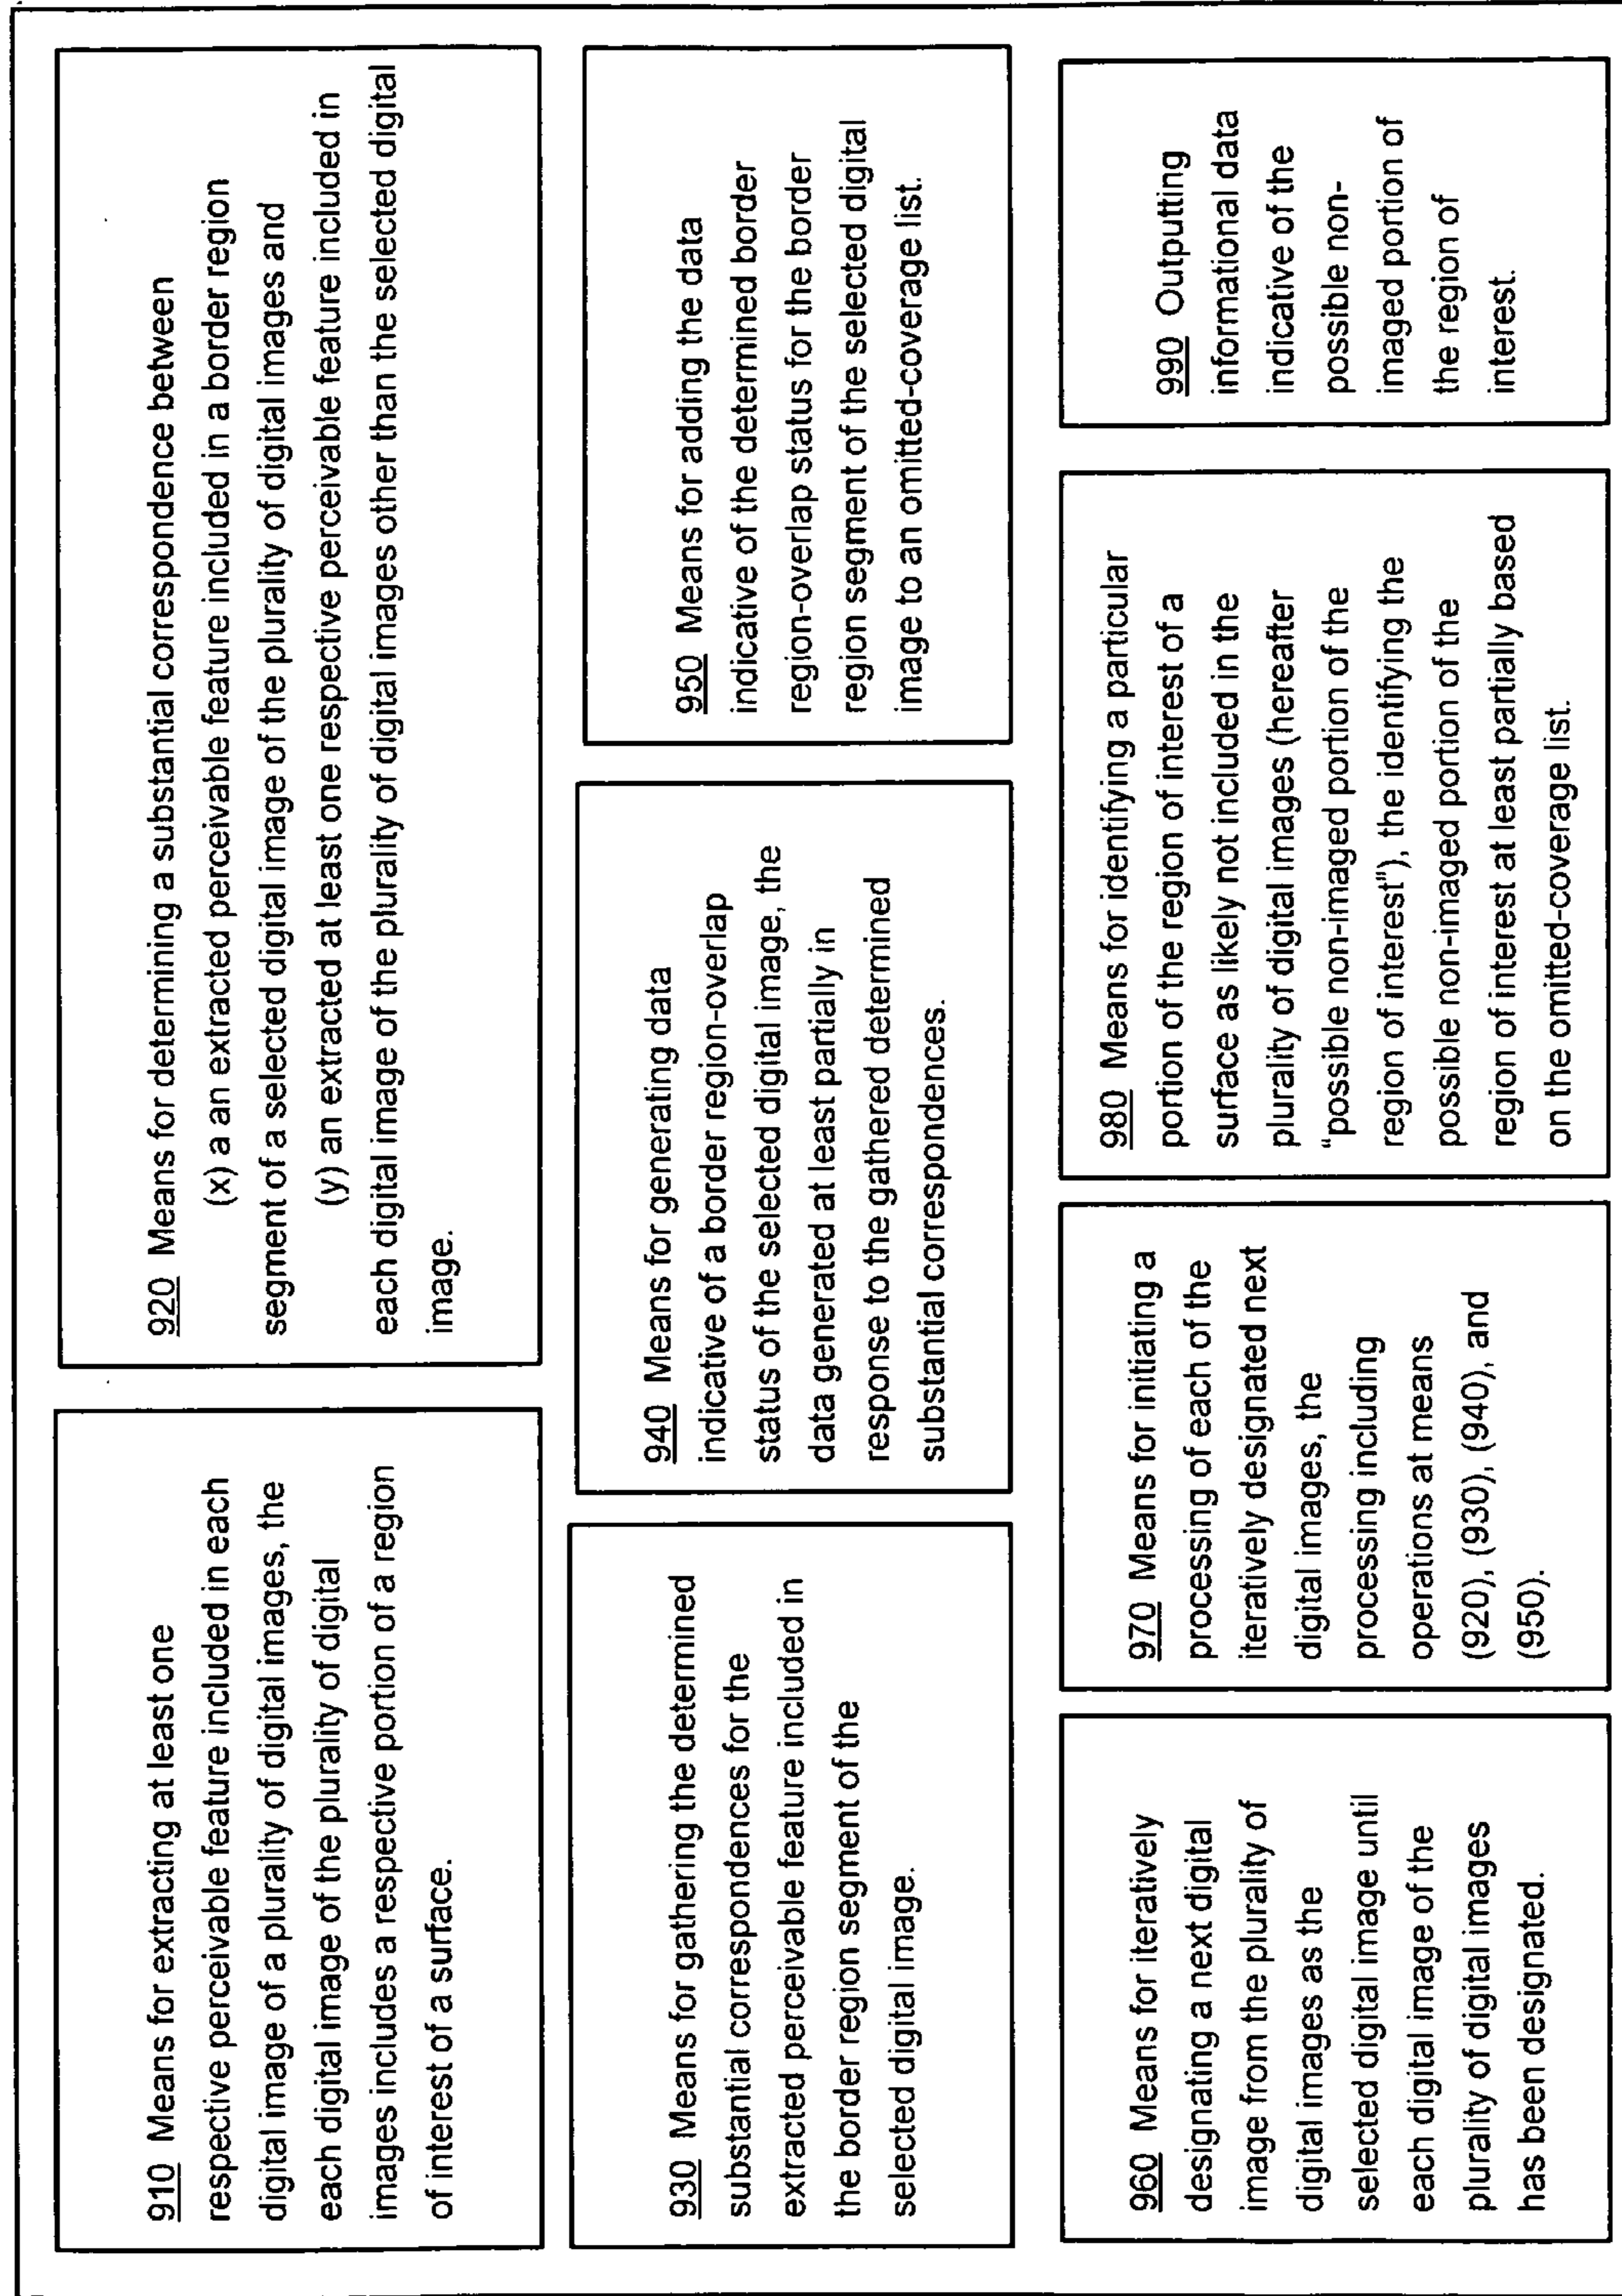 910 Means for extracting at least one
respective perceivable feature included in each
digital image of a plurality of digital images, the
each digital image of the plurality of digital
images includes a respective portion of a region
of interest of a surface.
920 Means for determining a substantial correspondence between
(x) a an extracted perceivable feature included in a border region
segment of a selected digital image of the plurality of digital images and
(y) an extracted at least one respective perceivable feature included in
each digital image of the plurality of digital images other than the selected digital
image.
930 Means for gathering the determined
substantial correspondences for the
extracted perceivable feature included in
the border region segment of the
selected digital image.
940 Means for generating data
indicative of a border region-overlap
status of the selected digital image, the
data generated at least partially in
response to the gathered determined
substantial correspondences.
950 Means for adding the data
indicative of the determined border
region-overlap status for the border
region segment of the selected digital
image to an omitted-coverage list.
960 Means for iteratively
designating a next digital
image from the plurality of
digital images as the
selected digital image until
each digital image of the
plurality of digital images
has been designated.
970 Means for initiating a
processing of each of the
iteratively designated next
digital images, the
processing including
operations at means
(920), (930), (940), and
(950).
980 Means for identifying a particular
portion of the region of interest of a
surface as likely not included in the
plurality of digital images (hereafter
"possible non-imaged portion of the
region of interest"), the identifying the
possible non-imaged portion of the
region of interest at least partially based
on the omitted-coverage list.
990 Outputting
informational data
indicative of the
possible non-
imaged portion of
the region of
interest.